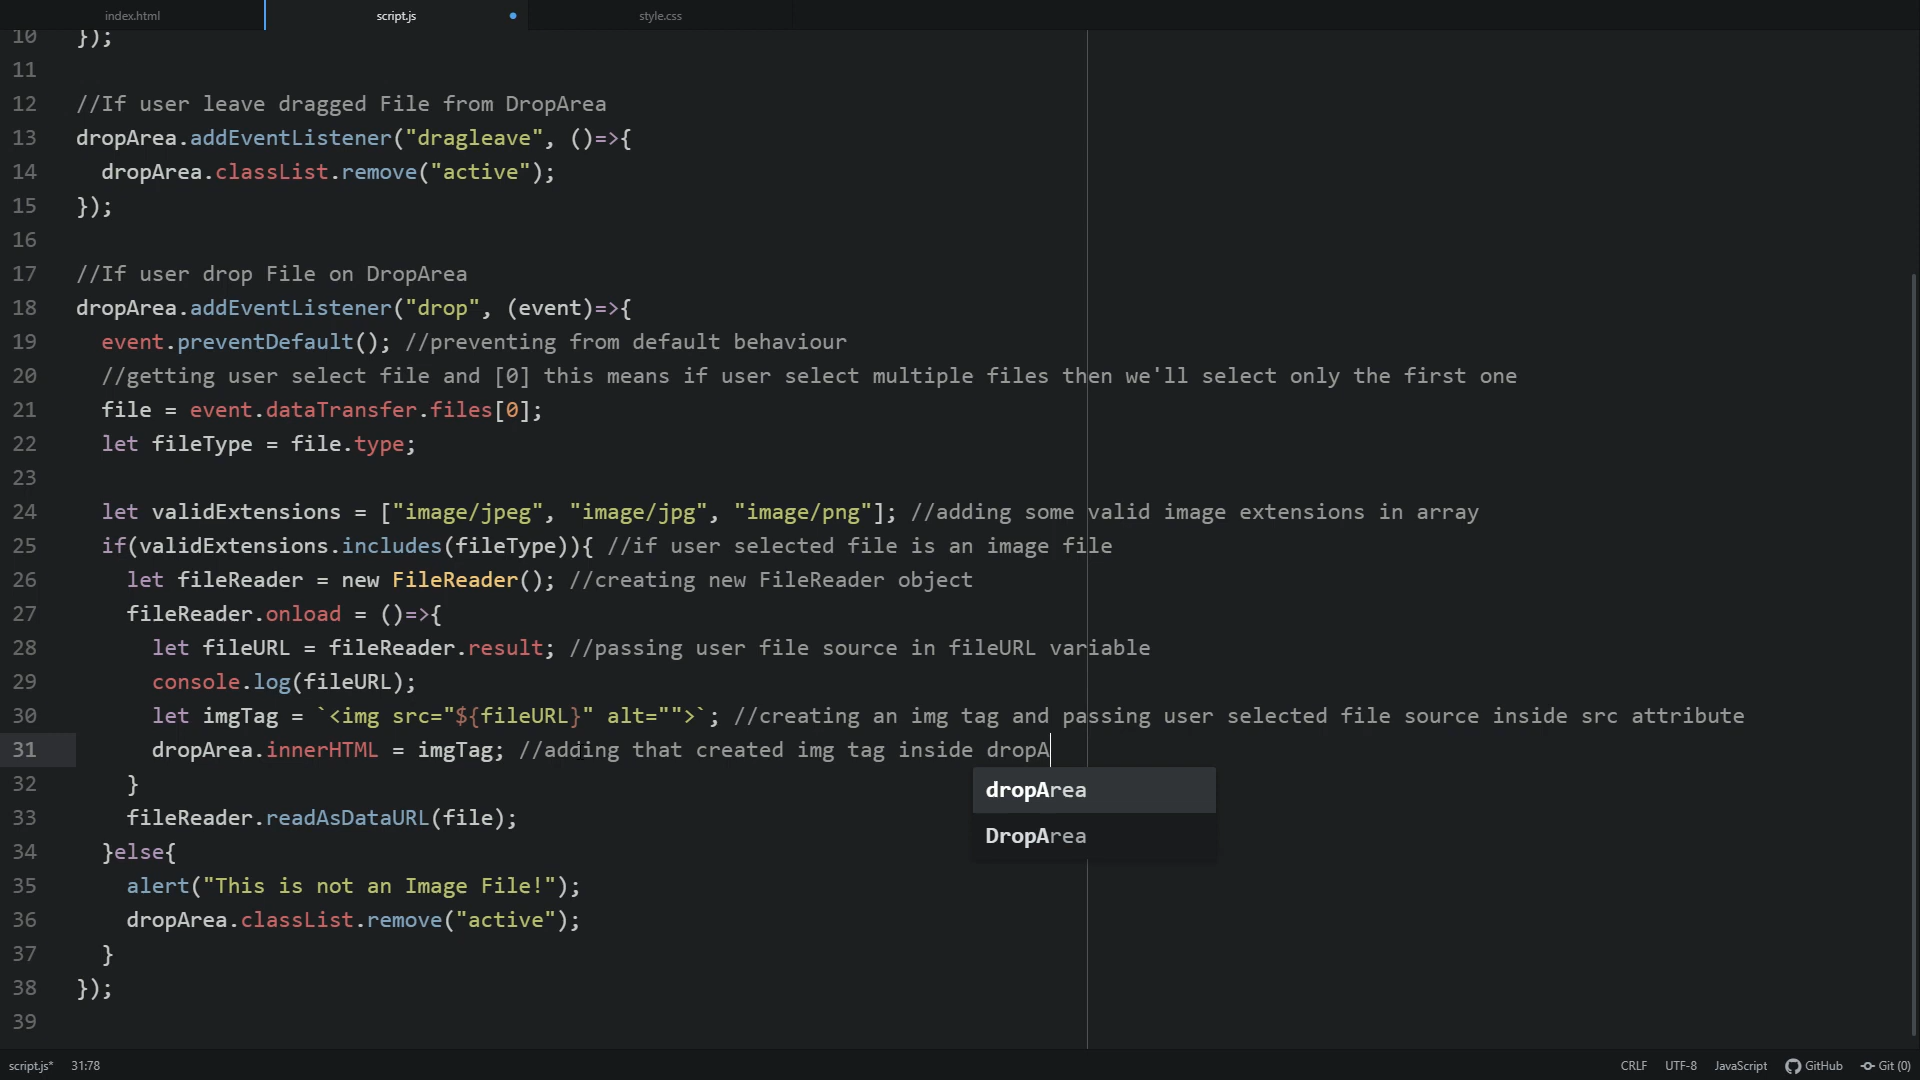 index.html script.js style.css
10 });
11
12 //If user leave dragged File from DropArea
13 dropArea.addEventListener("dragleave", ()=>{
14 dropArea.classList.remove("active");
15 });
16
17 //If user drop File on DropArea
18 dropArea.addEventListener("drop", (event)=>{
19 event.preventDefault(); //preventing from default behaviour
20 //getting user select file and [0] this means if user select multiple files then we'll select only the first one
21 file = event.dataTransfer.files[0];
22 let fileType = file.type;
23
24 let validExtensions = ["image/jpeg", "image/jpg", "image/png"]; //adding some valid image extensions in array
25 if(validExtensions.includes(fileType)){ //if user selected file is an image file
26 let fileReader = new FileReader(); //creating new FileReader object
27 fileReader.onload = ()=>{
28 let fileURL = fileReader.result; //passing user file source in fileURL variable
29 console.log(fileURL);
30 let imgTag = `<img src="${fileURL}" alt="">`; //creating an img tag and passing user selected file source inside src attribute
31 dropArea.innerHTML = imgTag; //adding that created img tag inside dropA
dropArea
DropArea
32 }
33 fileReader.readAsDataURL(file);
34 }else{
35 alert("This is not an Image File!");
36 dropArea.classList.remove("active");
37 }
38 });
39
script.js* 31:78 CRLF UTF-8 JavaScript GitHub Git (0)